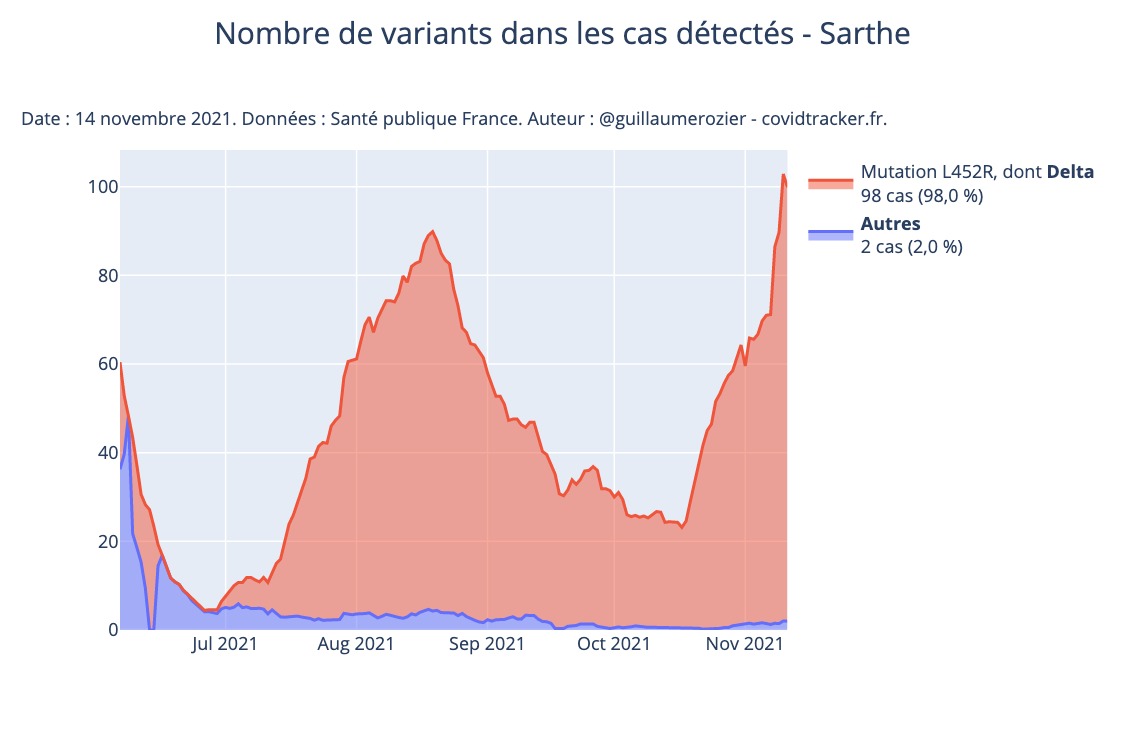 Nombre de variants dans les cas détectés - Sarthe
Date : 14 novembre 2021. Données : Santé publique France. Auteur : @guillaumerozier - covidtracker.fr.
Mutation L452R, dont Delta
98 cas (98,0 %)
Autres
2 cas (2,0 %)
100
80
60
40
20
0
Jul 2021 Aug 2021 Sep 2021 Oct 2021 Nov 2021